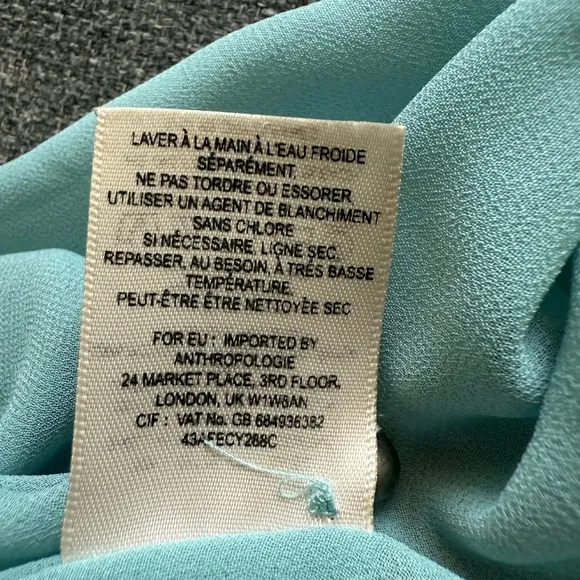 LAVER À LA MAIN À L'EAU FROIDE
SÉPARÉMENT.
NE PAS TORDRE OU ESSORER.
UTILISER UN AGENT DE BLANCHIMENT
SANS CHLORE
SI NÉCESSAIRE, LIGNE SEC.
REPASSER, AU BESOIN, À TRÈS BASSE
TEMPÉRATURE.
PEUT-ÊTRE ÊTRE NETTOYÉE SEC
FOR EU : IMPORTED BY
ANTHROPOLOGIE
24 MARKET PLACE, 3RD FLOOR,
LONDON, UK W1W8AN
CIF : VAT No. GB 684936382
43AFECY288C